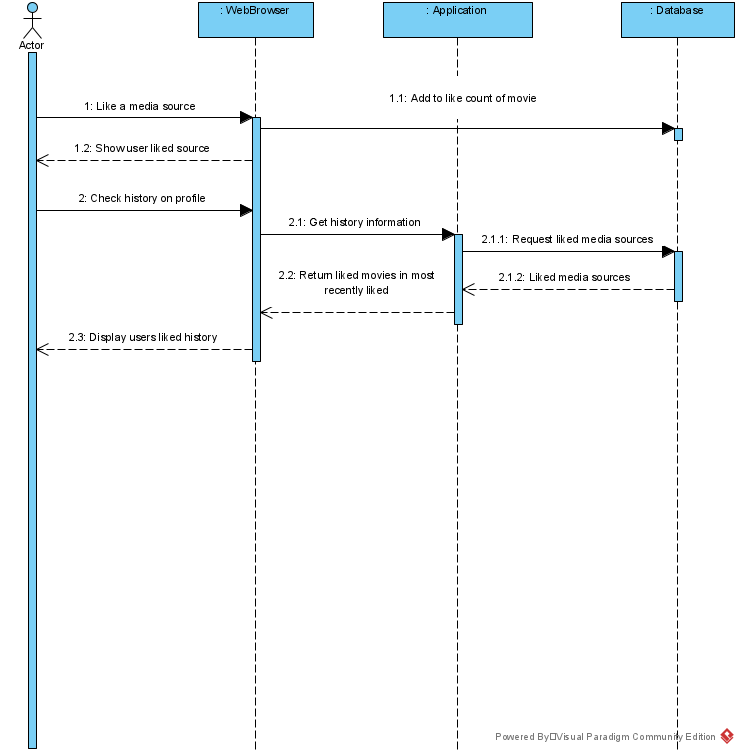 : WebBrowser
: Application
: Database
Actor
1: Like a media source
1.1: Add to like count of movie
1.2: Show user liked source
2: Check history on profile
2.1: Get history information
2.1.1: Request liked media sources
2.2: Return liked movies in most
recently liked
2.1.2: Liked media sources
2.3: Display users liked history
Powered By Visual Paradigm Community Edition